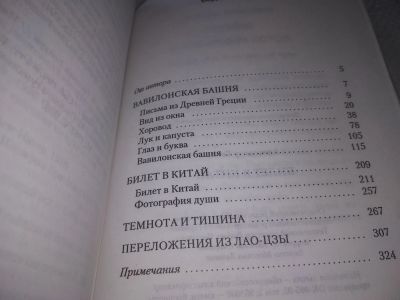 От автора 5
ВАВИЛОНСКАЯ БАШНЯ 7
Письма из Древней Греции 9
Вид из окна 20
Хоровод 38
Лук и капуста 78
Глаз и буква 105
Вавилонская башня 115
БИЛЕТ В КИТАЙ 209
Билет в Китай 211
Фотография души 257
ТЕМНОТА И ТИШИНА 267
ПЕРЕЛОЖЕНИЯ ИЗ ЛАО-ЦЗЫ 307
Примечания 324